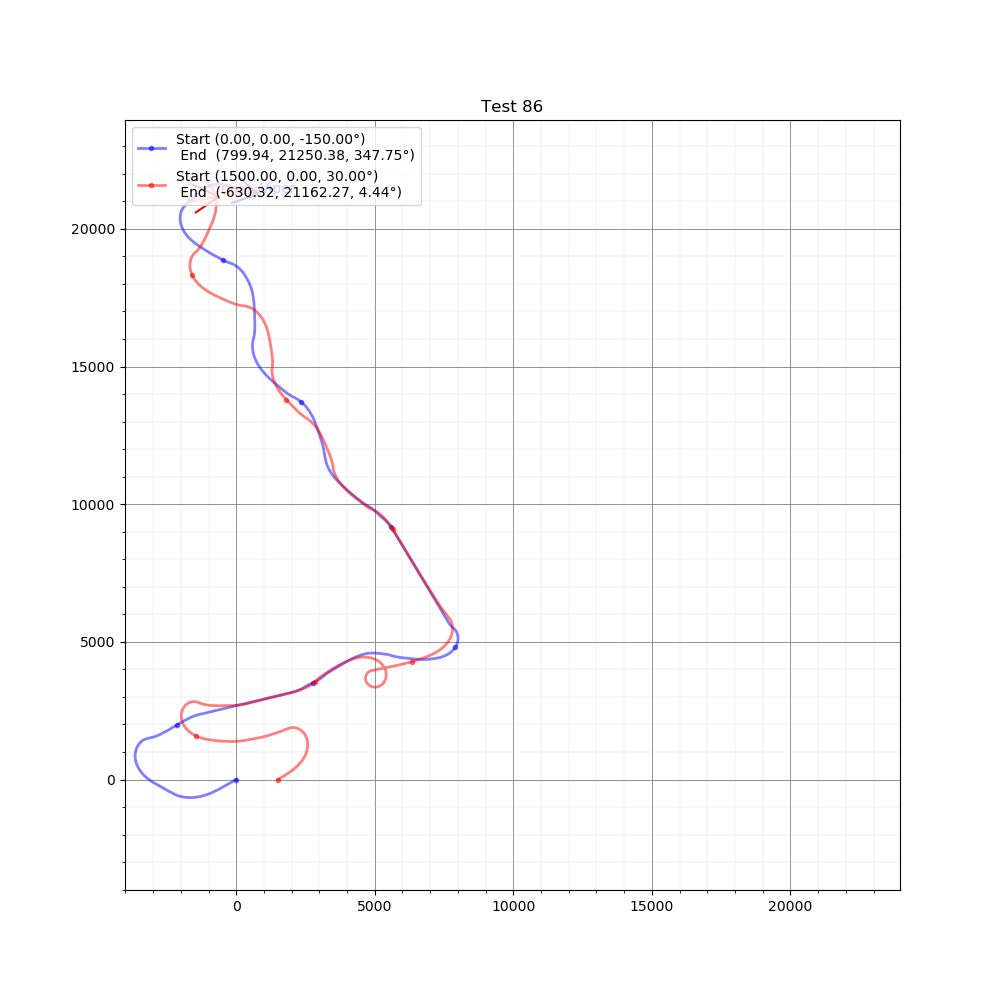 Test 86
Start (0.00, 0.00, -150.00°)
End (799.94, 21250.38, 347.75°)
Start (1500.00, 0.00, 30.00°)
End (-630.32, 21162.27, 4.44°)
20000
15000
10000
5000
0
0
5000
10000
15000
20000